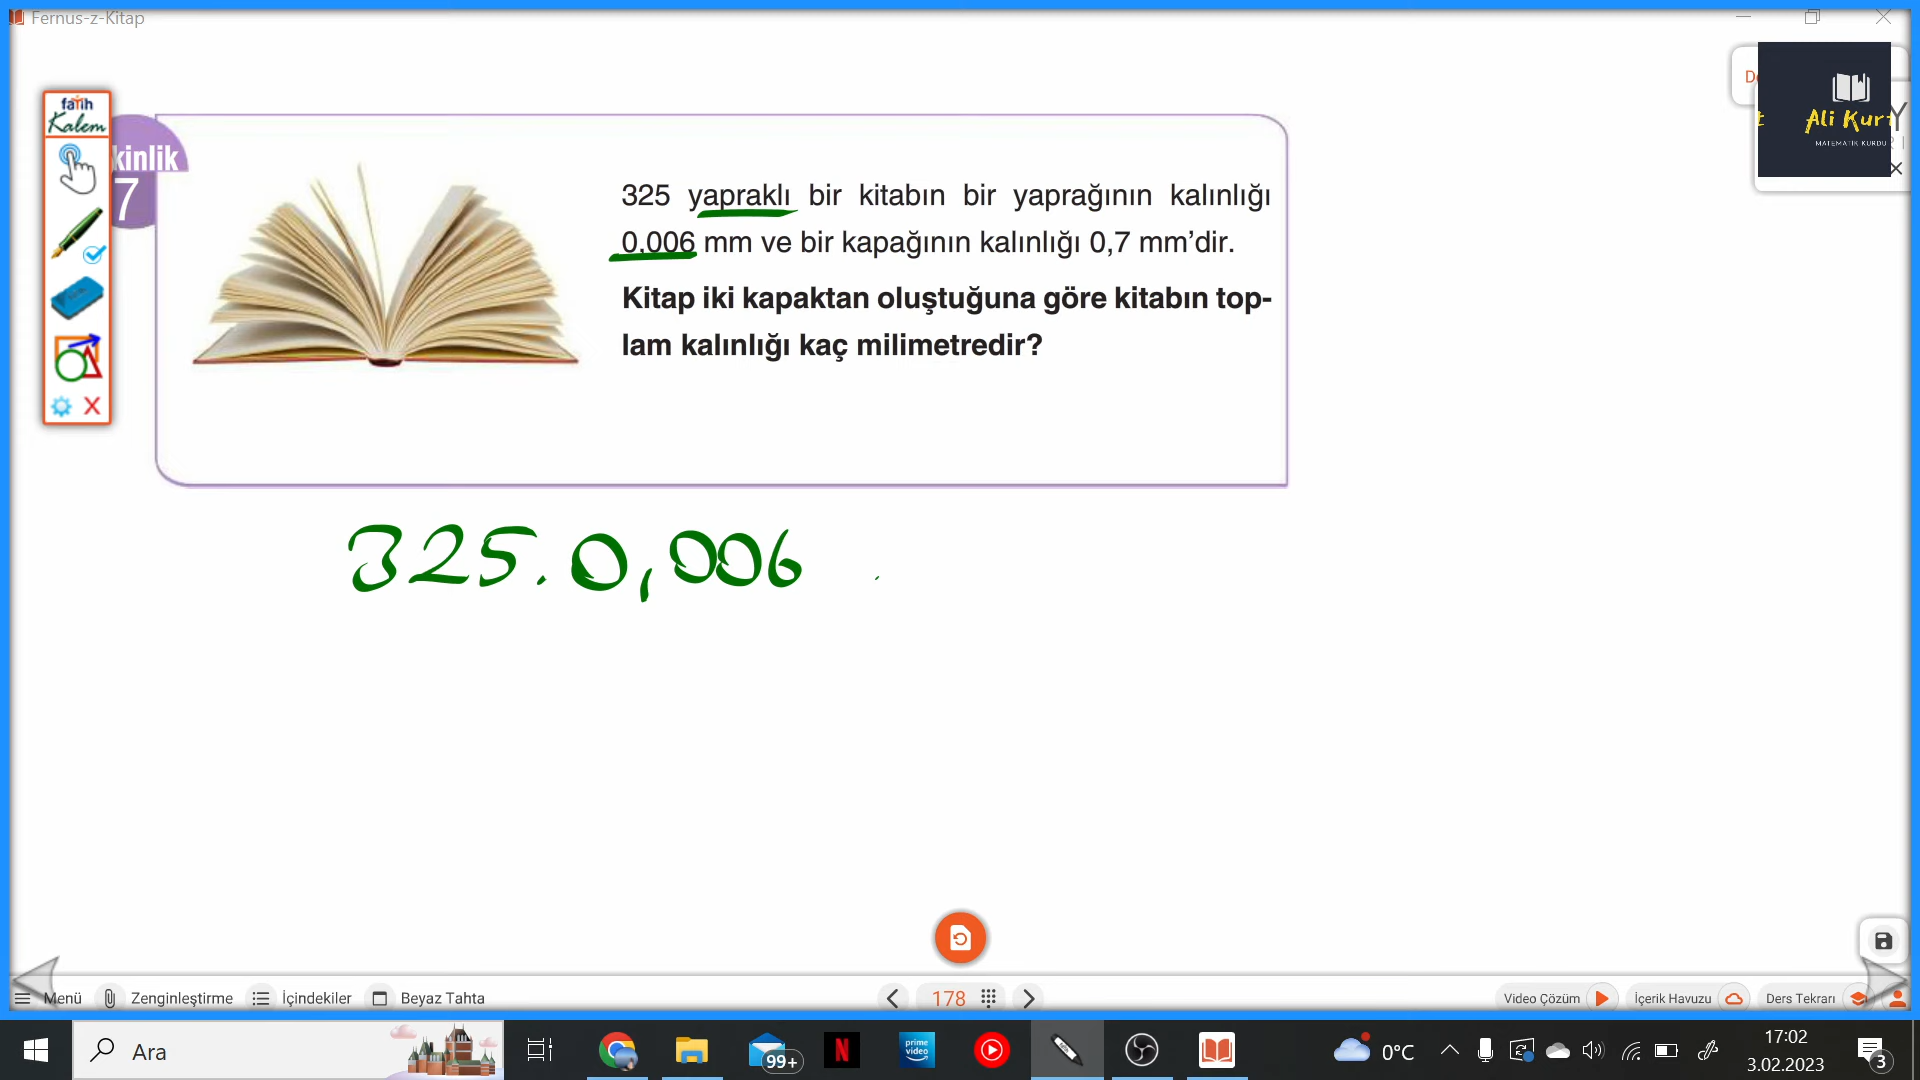 Fernus-z-Kitap
Ali Kurt
MATEMATİK KURDU
fatih
Kalem
kinlik
7
325 yapraklı bir kitabın bir yaprağının kalınlığı
0,006 mm ve bir kapağının kalınlığı 0,7 mm’dir.
Kitap iki kapaktan oluştuğuna göre kitabın top-
lam kalınlığı kaç milimetredir?
325.0,006
Menü Zenginleştirme İçindekiler Beyaz Tahta 178 Video Çözüm İçerik Havuzu Ders Tekrarı
Ara
99+
N
prime
video
0°C
17:02
3.02.2023
3